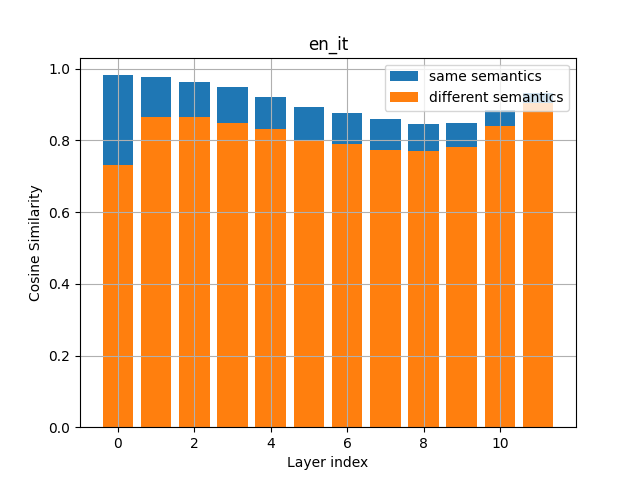 en_it
same semantics
different semantics
Cosine Similarity
1.0
0.8
0.6
0.4
0.2
0.0
0 2 4 6 8 10
Layer index